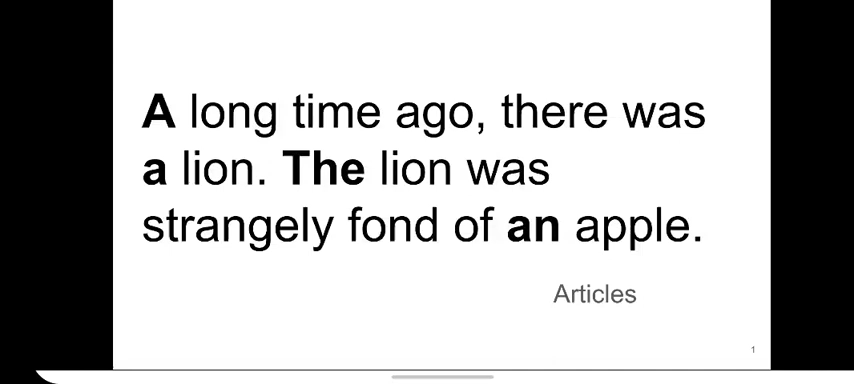 A long time ago, there was
a lion. The lion was
strangely fond of an apple.
Articles
1